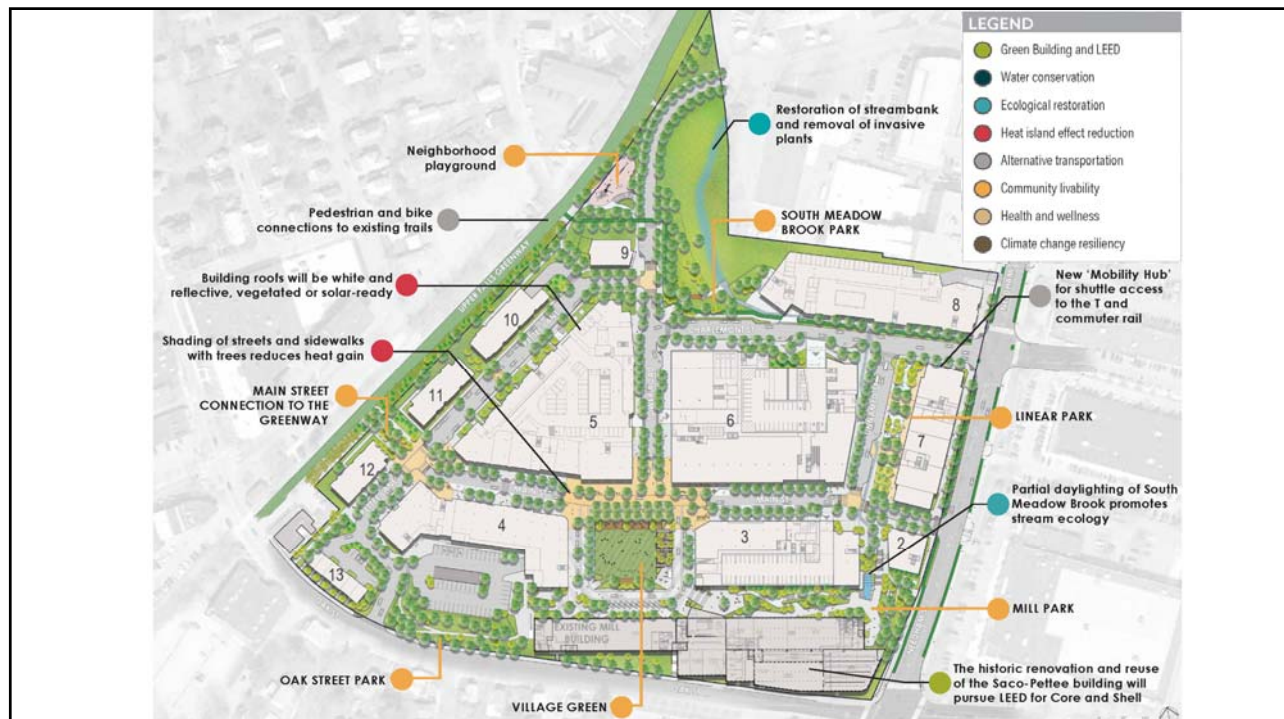 LEGEND
Green Building and LEED
Water conservation
Ecological restoration
Heat island effect reduction
Alternative transportation
Community livability
Health and wellness
Climate change resiliency
Restoration of streambank
and removal of invasive
plants
Neighborhood
playground
Pedestrian and bike
connections to existing trails
SOUTH MEADOW
BROOK PARK
Building roofs will be white and
reflective, vegetated or solar-ready
New ‘Mobility Hub’
for shuttle access
to the T and
commuter rail
Shading of streets and sidewalks
with trees reduces heat gain
MAIN STREET
CONNECTION TO THE
GREENWAY
LINEAR PARK
Partial daylighting of South
Meadow Brook promotes
stream ecology
MILL PARK
OAK STREET PARK
VILLAGE GREEN
The historic renovation and reuse
of the Saco-Pettee building will
pursue LEED for Core and Shell
GREENWAY
CHARLEMONT ST
EXISTING MILL
BUILDING
9
8
10
11
5
6
7
12
4
3
2
13